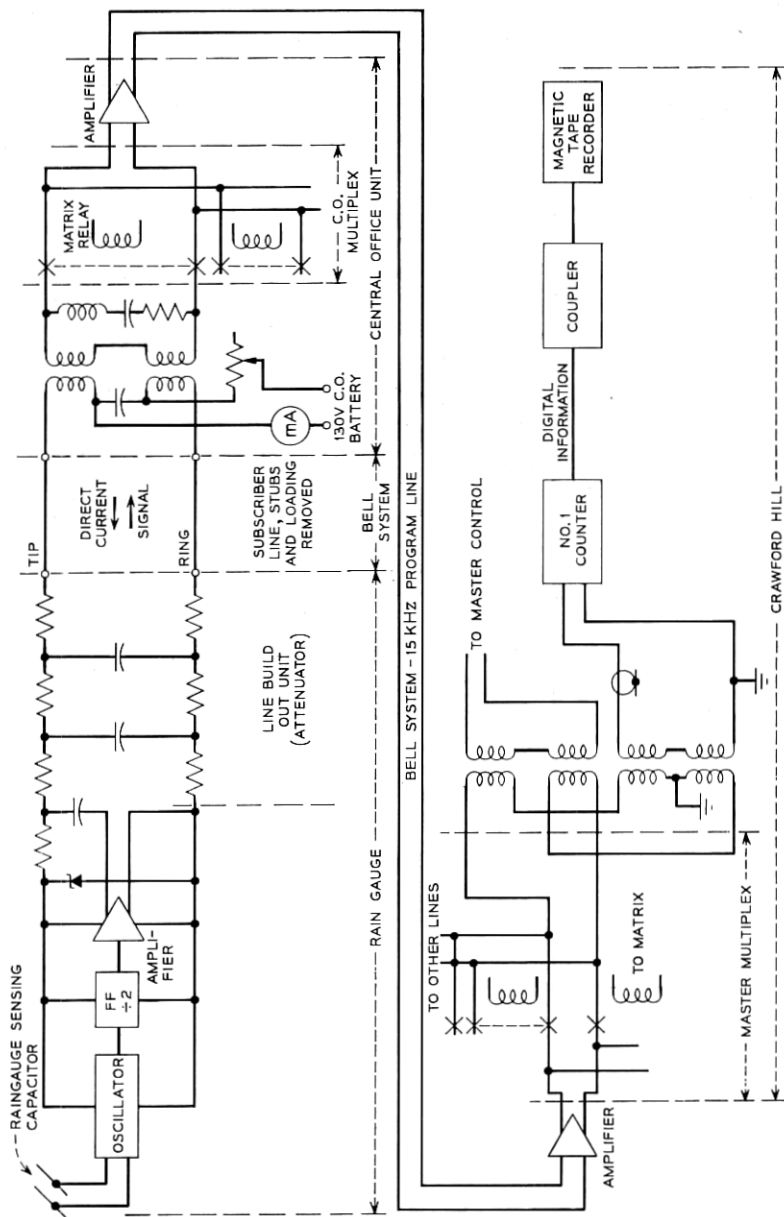 RAINGAUGE SENSING
CAPACITOR
OSCILLATOR
FF
÷2
AMPLI-
FIER
LINE BUILD
OUT UNIT
(ATTENUATOR)
RAIN GAUGE
TIP
RING
DIRECT
CURRENT
SIGNAL
SUBSCRIBER
LINE, STUBS
AND LOADING
REMOVED
BELL
SYSTEM
mA
130V C.O.
BATTERY
MATRIX
RELAY
C.O.
MULTIPLEX
CENTRAL OFFICE UNIT
AMPLIFIER
BELL SYSTEM - 15 KHZ PROGRAM LINE
AMPLIFIER
TO OTHER LINES
TO MATRIX
MASTER MULTIPLEX
TO MASTER CONTROL
NO. 1
COUNTER
DIGITAL
INFORMATION
COUPLER
MAGNETIC
TAPE
RECORDER
CRAWFORD HILL